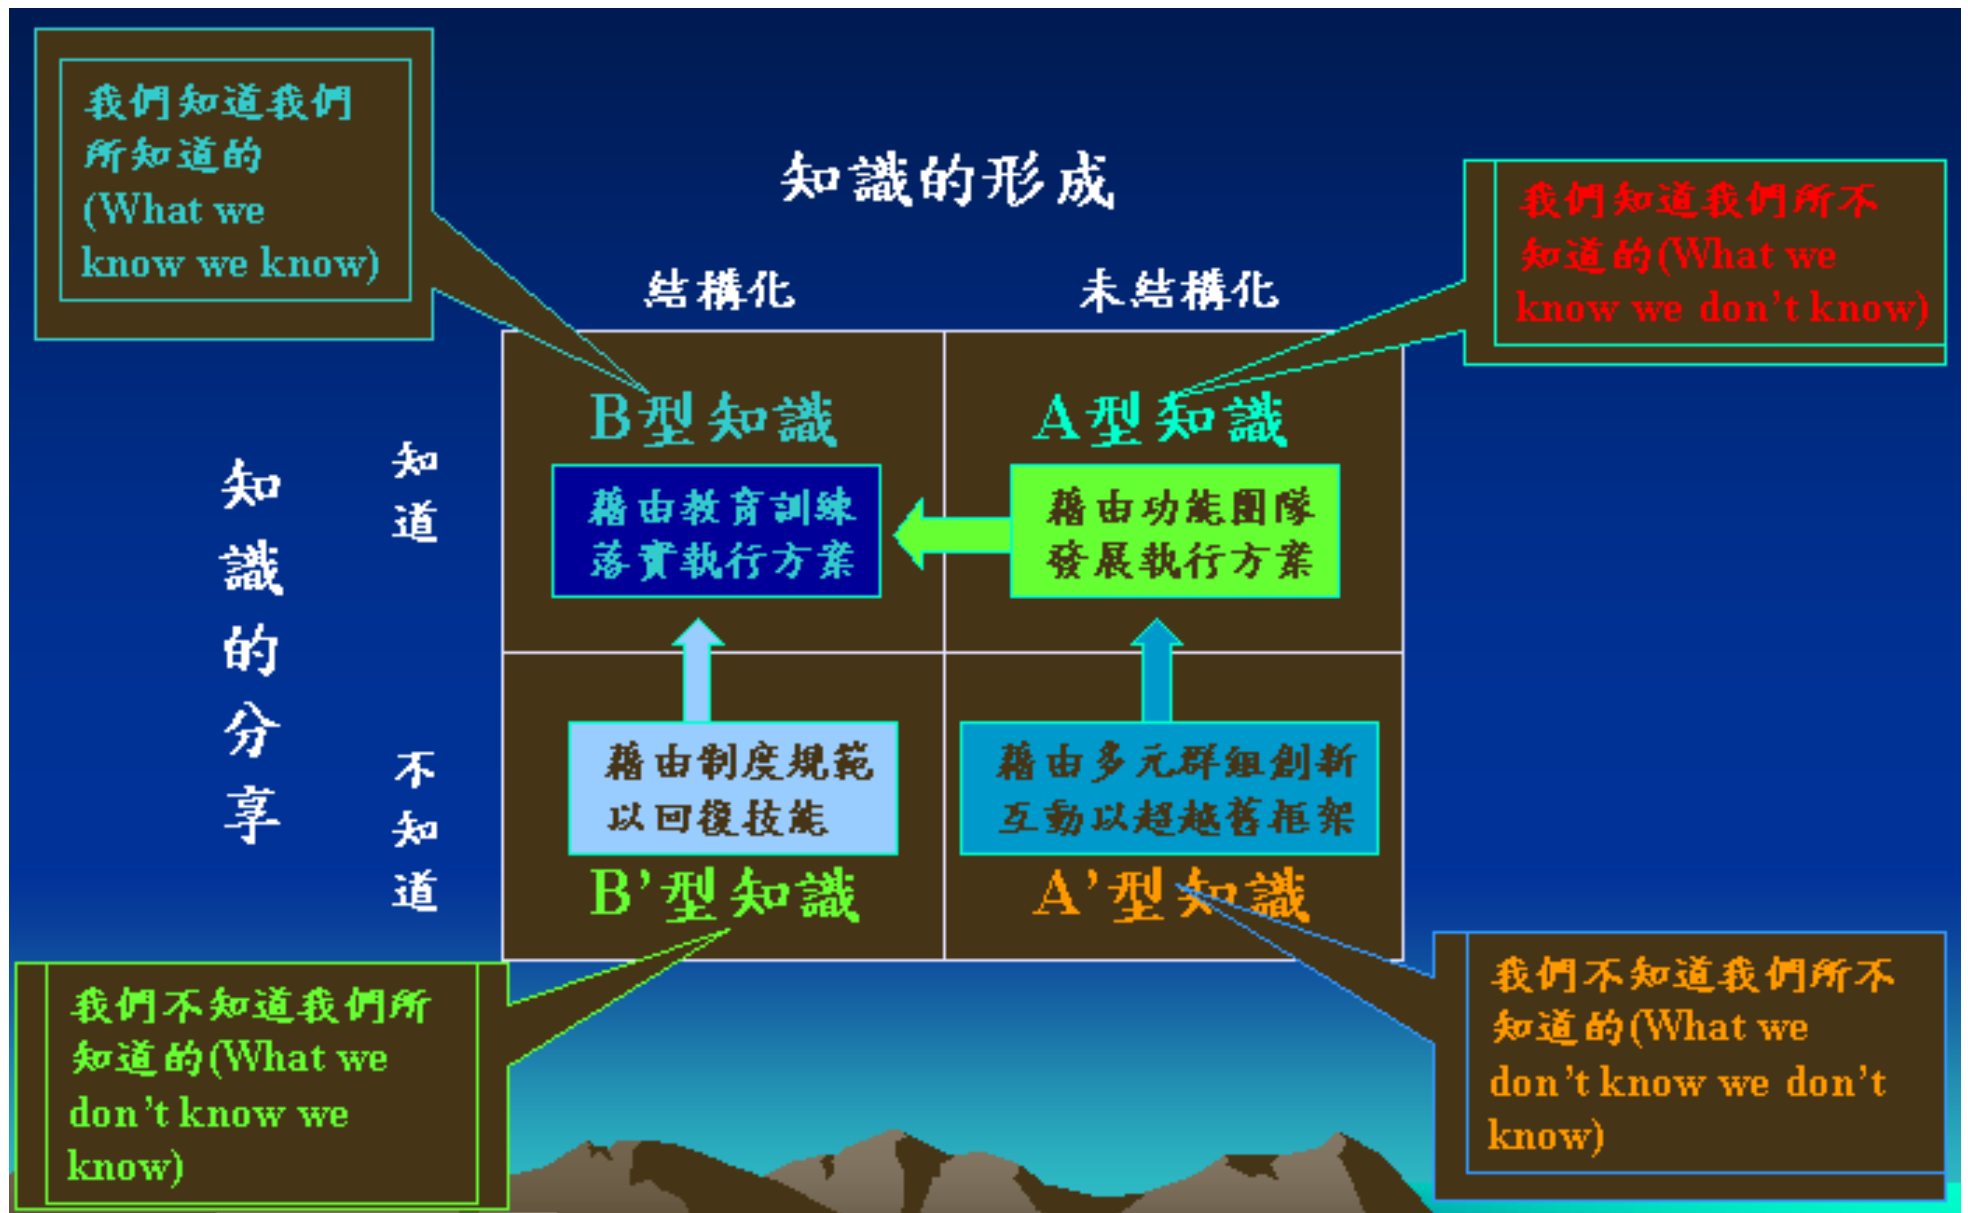 我們知道我們
所知道的
(What we
know we know)
知識的形成
我們知道我們所不
知道的(What we
know we don't know)
結構化
未結構化
知識的分享
知道
不知道
B型知識
藉由教育訓練
落實執行方案
A型知識
藉由功能團隊
發展執行方案
藉由制度規範
以回復技能
B'型知識
藉由多元群組創新
互動以超越舊框架
A'型知識
我們不知道我們所
知道的(What we
don't know we
know)
我們不知道我們所不
知道的(What we
don't know we don't
know)